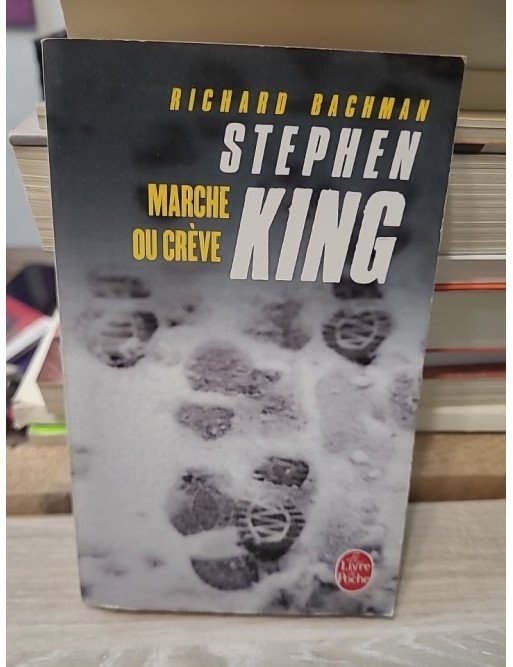 RICHARD BACHMAN
STEPHEN
KING
MARCHE
OU CRÈVE
Le
Livre
de
Poche